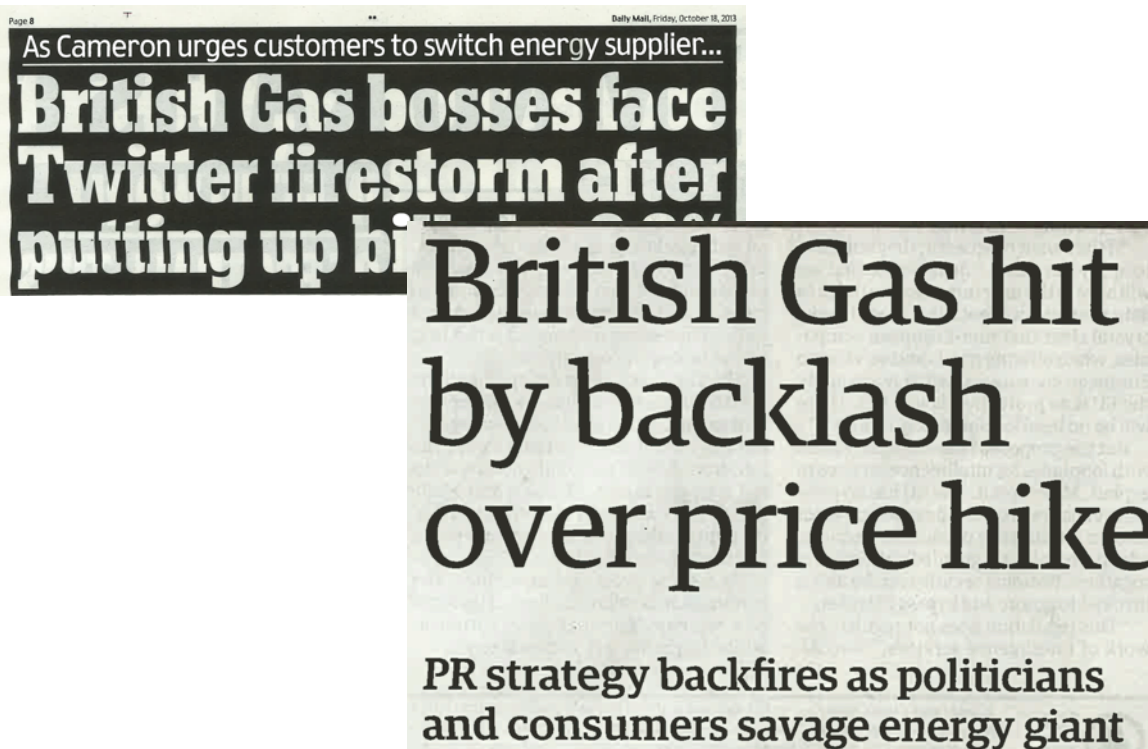 Page 8
Daily Mail, Friday, October 18, 2013
As Cameron urges customers to switch energy supplier...
British Gas bosses face
Twitter firestorm after
putting up
British Gas hit
by backlash
over price hike
PR strategy backfires as politicians
and consumers savage energy giant